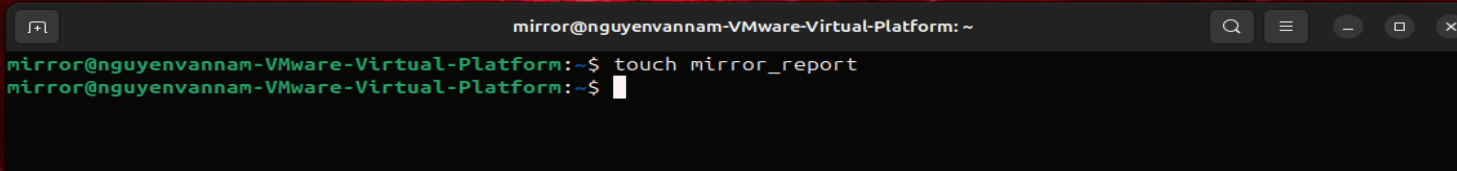 mirror@nguyenvannam-VMware-Virtual-Platform: ~
mirror@nguyenvannam-VMware-Virtual-Platform:~$ touch mirror_report
mirror@nguyenvannam-VMware-Virtual-Platform:~$